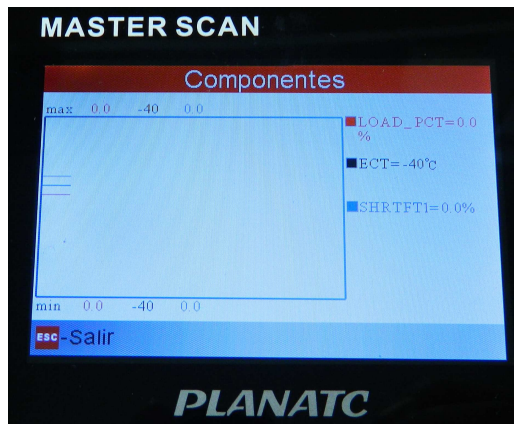 MASTER SCAN
Componentes
max 0.0 -40 0.0
LOAD_PCT=0.0
%
ECT=-40°C
SHRTFT1=0.0%
min 0.0 -40 0.0
ESC-Salir
PLANATC